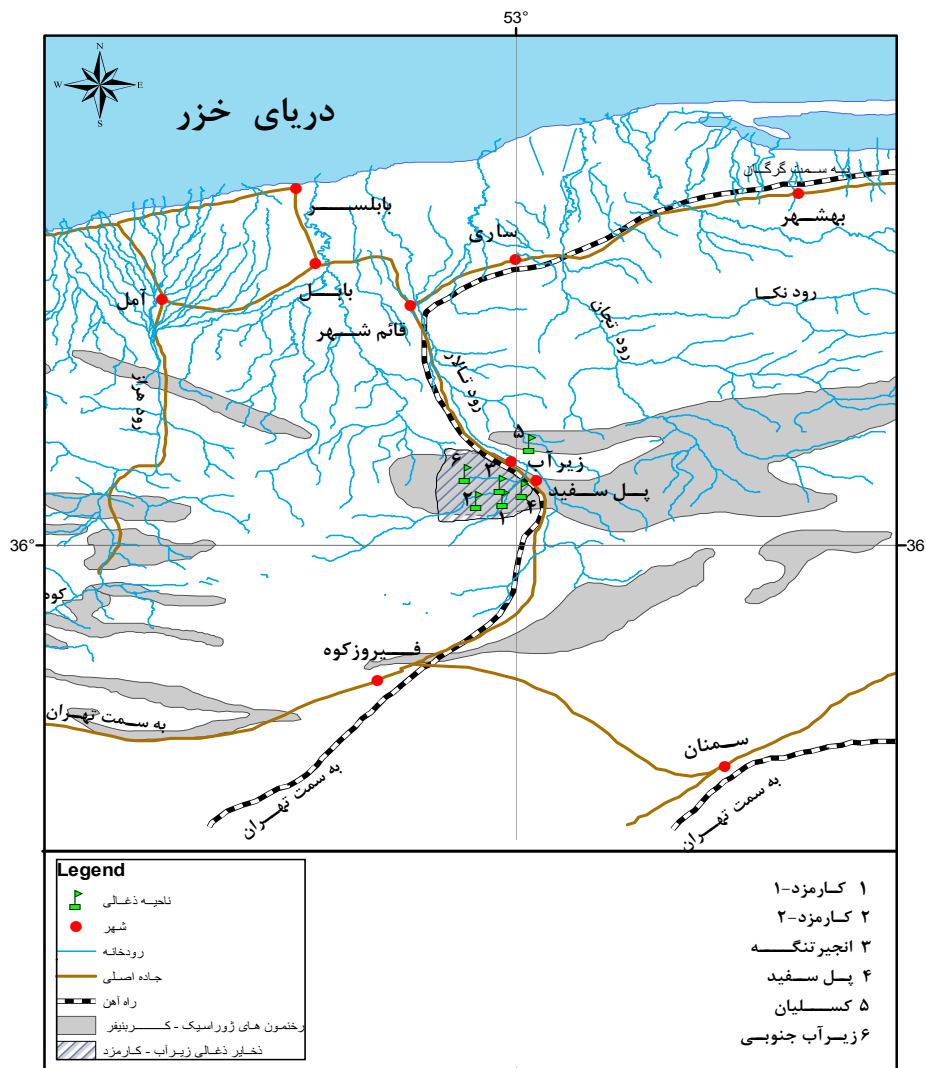 53°
N
W E
S
دریای خزر
به سمت گرگان
بهشهر
بابلسر
ساری
بابل
آمل
قائم شهر
رود نکا
رود تجان
رود تالار
رود هراز
۵
زیرآب
۶
۳
پل سفید
۲
۴
۱
36°
36
کوه
فیروزکوه
به سمت تهران
سمنان
به سمت تهران
به سمت تهران
Legend
ناحیه ذغالی
شهر
رودخانه
جاده اصلی
راه آهن
رخنمون های ژوراسیک - کربنیفر
ذخایر ذغالی زیرآب - کارمزد
۱ کارمزد-۱
۲ کارمزد-۲
۳ انجیرتنگه
۴ پل سفید
۵ کسلیان
۶ زیرآب جنوبی